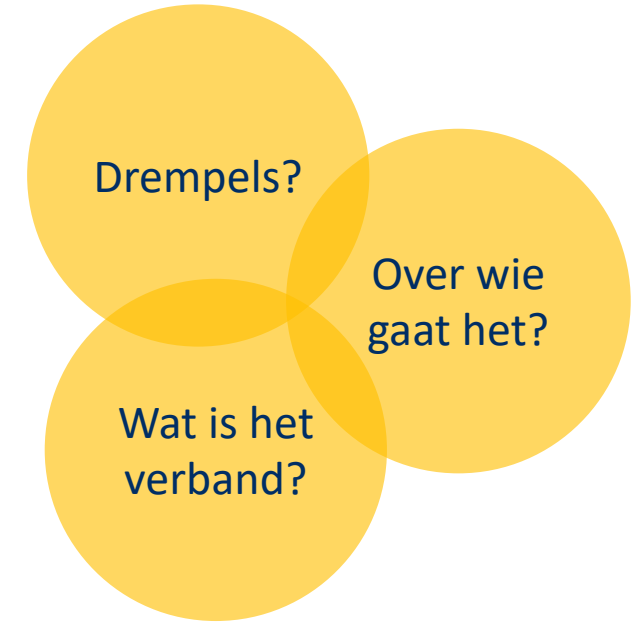 Drempels?
Over wie
gaat het?
Wat is het
verband?